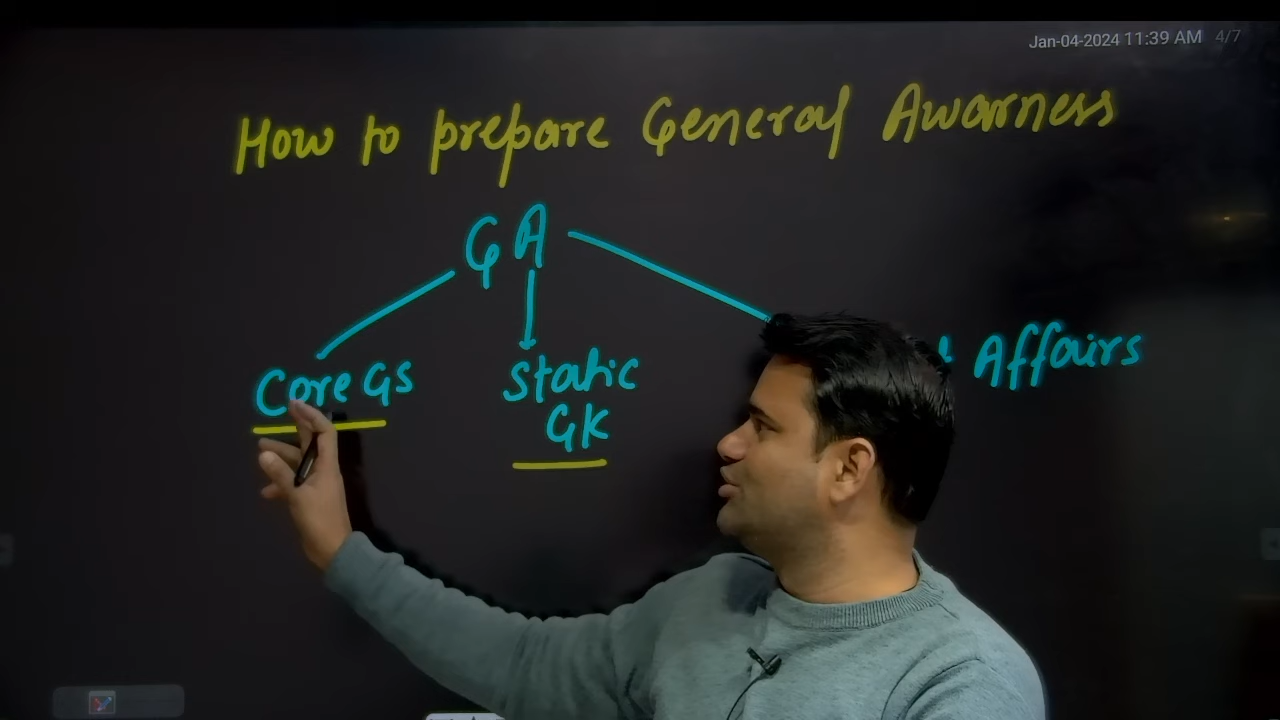 Jan-04-2024 11:39 AM 4/7
How to prepare General Awarness
GA
Core GS
Static
GK
Affairs